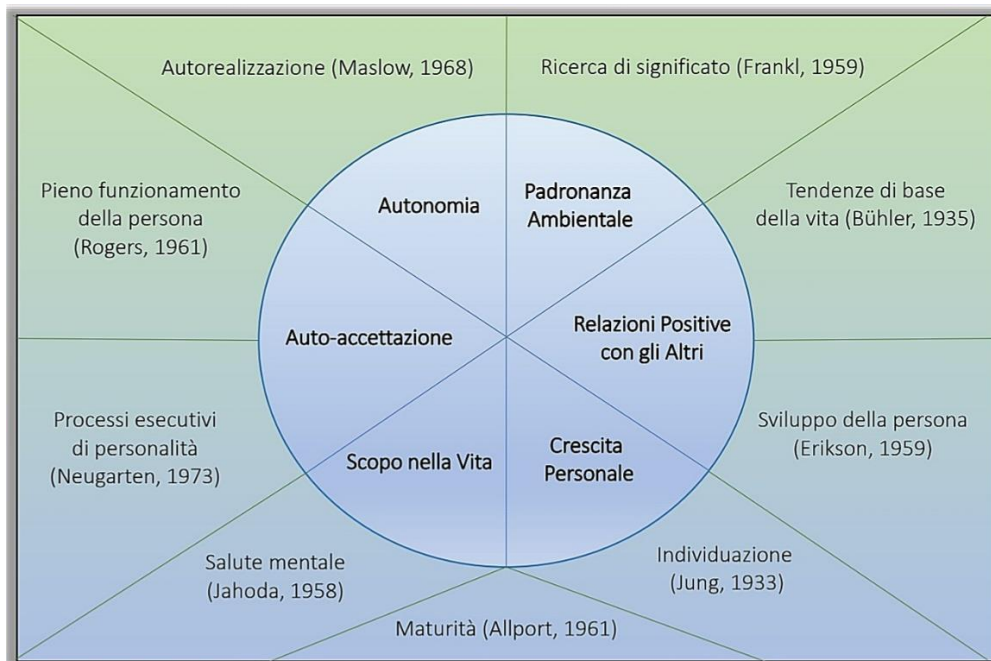 Autorealizzazione (Maslow, 1968)
Ricerca di significato (Frankl, 1959)
Pieno funzionamento
della persona
(Rogers, 1961)
Autonomia
Padronanza
Ambientale
Tendenze di base
della vita (Bühler, 1935)
Auto-accettazione
Relazioni Positive
con gli Altri
Processi esecutivi
di personalità
(Neugarten, 1973)
Scopo nella Vita
Crescita
Personale
Sviluppo della persona
(Erikson, 1959)
Salute mentale
(Jahoda, 1958)
Maturità (Allport, 1961)
Individuazione
(Jung, 1933)